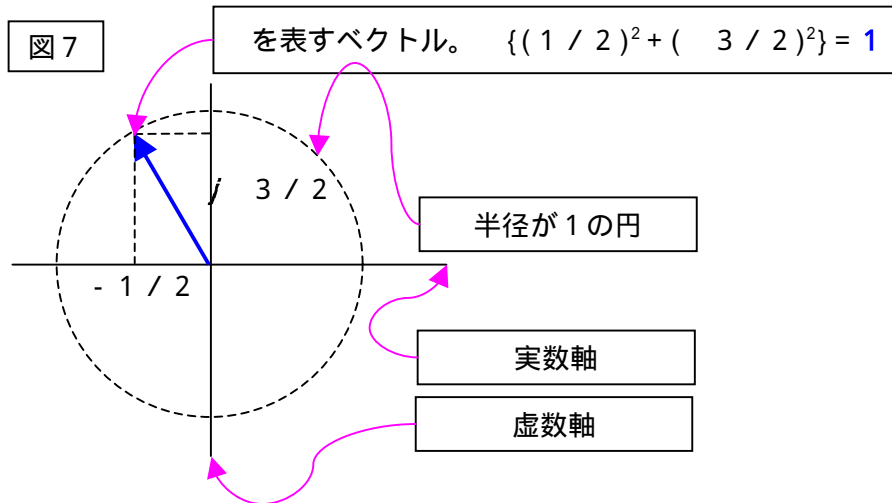 図7
を表すベクトル。 {(1/2)²+( 3/2)²}=1
j 3/2
半径が1の円
-1/2
実数軸
虚数軸